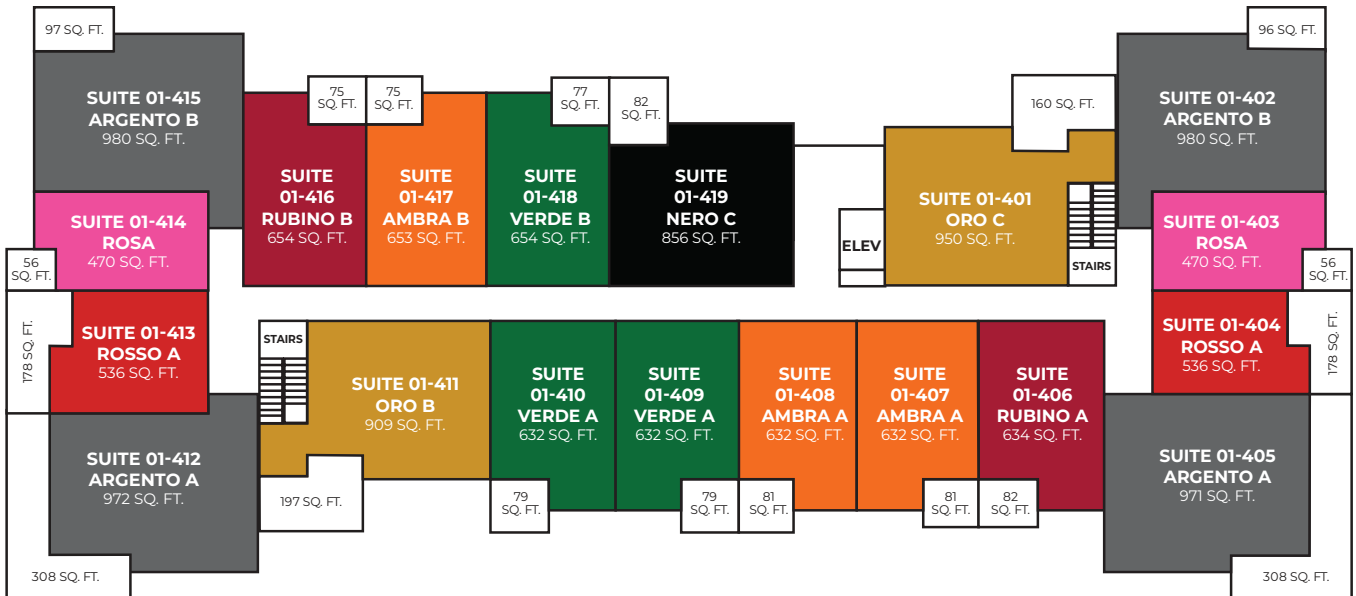 97 SQ. FT.
SUITE 01-415
ARGENTO B
980 SQ. FT.
75
SQ. FT.
75
SQ. FT.
77
SQ. FT.
82
SQ. FT.
160 SQ. FT.
96 SQ. FT.
SUITE 01-402
ARGENTO B
980 SQ. FT.
SUITE
01-416
RUBINO B
654 SQ. FT.
SUITE
01-417
AMBRA B
653 SQ. FT.
SUITE
01-418
VERDE B
654 SQ. FT.
SUITE
01-419
NERO C
856 SQ. FT.
ELEV
SUITE 01-401
ORO C
950 SQ. FT.
STAIRS
SUITE 01-414
ROSA
470 SQ. FT.
SUITE 01-403
ROSA
470 SQ. FT.
56
SQ. FT.
56
SQ. FT.
178 SQ. FT.
SUITE 01-413
ROSSO A
536 SQ. FT.
SUITE 01-404
ROSSO A
536 SQ. FT.
178 SQ. FT.
STAIRS
SUITE 01-411
ORO B
909 SQ. FT.
SUITE
01-410
VERDE A
632 SQ. FT.
SUITE
01-409
VERDE A
632 SQ. FT.
SUITE
01-408
AMBRA A
632 SQ. FT.
SUITE
01-407
AMBRA A
632 SQ. FT.
SUITE
01-406
RUBINO A
634 SQ. FT.
SUITE 01-412
ARGENTO A
972 SQ. FT.
SUITE 01-405
ARGENTO A
971 SQ. FT.
197 SQ. FT.
79
SQ. FT.
79
SQ. FT.
81
SQ. FT.
81
SQ. FT.
82
SQ. FT.
308 SQ. FT.
308 SQ. FT.